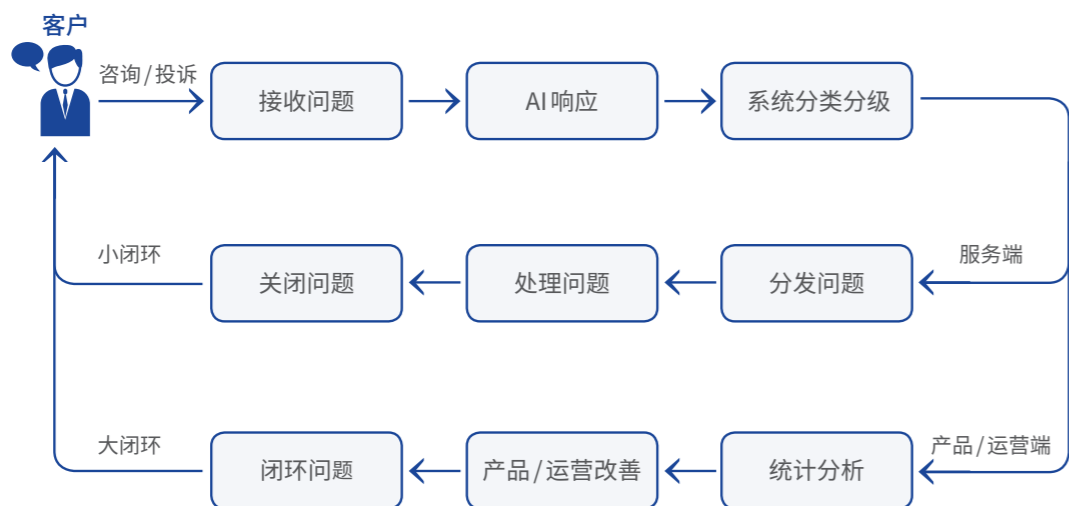 客户
咨询/投诉
接收问题
AI响应
系统分类分级
小闭环
关闭问题
处理问题
分发问题
服务端
大闭环
闭环问题
产品/运营改善
统计分析
产品/运营端